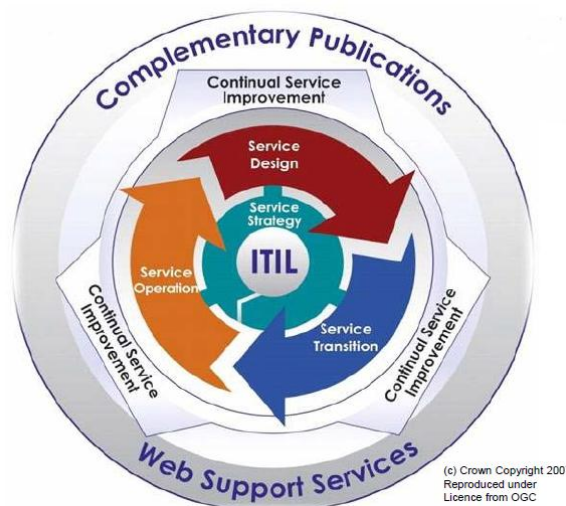 Complementary Publications
Continual Service
Improvement
Service
Design
Service
Strategy
ITIL
Service
Operation
Service
Transition
Continual Service
Improvement
Continual Service
Improvement
Web Support Services
(c) Crown Copyright 200
Reproduced under
Licence from OGC